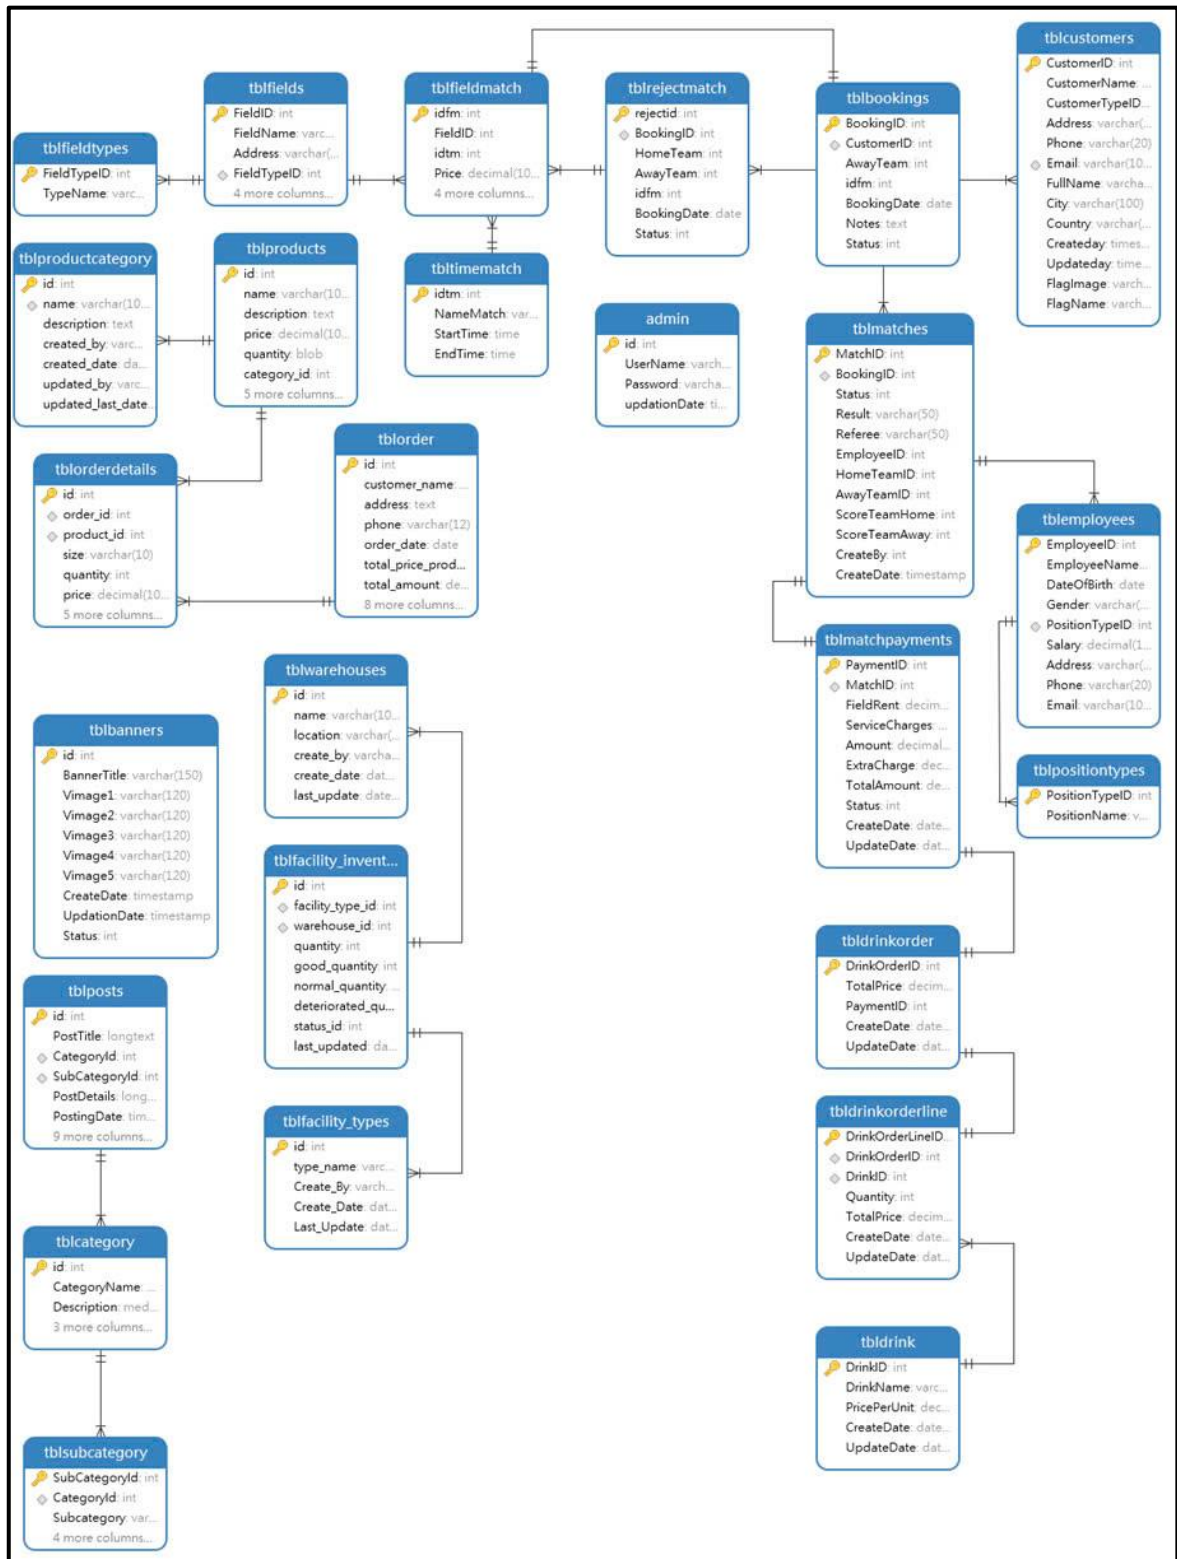 tblfieldtypes
FieldTypeID: int
TypeName: varc...
tblfields
FieldID: int
FieldName: varc...
Address: varchar(...
FieldTypeID: int
4 more columns...
tblfieldmatch
idfm: int
FieldID: int
idtm: int
Price: decimal(10...
4 more columns...
tblrejectmatch
rejectid: int
BookingID: int
HomeTeam: int
AwayTeam: int
idfm: int
BookingDate: date
Status: int
tblbookings
BookingID: int
CustomerID: int
AwayTeam: int
idfm: int
BookingDate: date
Notes: text
Status: int
tblcustomers
CustomerID: int
CustomerName: ...
CustomerTypeID...
Address: varchar(...
Phone: varchar(20)
Email: varchar(10...
FullName: varcha...
City: varchar(100)
Country: varchar(...
Createday: times...
Updateday: time...
FlagImage: varch...
FlagName: varch...
tblproductcategory
id: int
name: varchar(10...
description: text
created_by: varc...
created_date: da...
updated_by: varc...
updated_last_date...
tblproducts
id: int
name: varchar(10...
description: text
price: decimal(10...
quantity: blob
category_id: int
5 more columns...
tbltimematch
idtm: int
NameMatch: var...
StartTime: time
EndTime: time
admin
id: int
UserName: varch...
Password: varcha...
updationDate: ti...
tblmatches
MatchID: int
BookingID: int
Status: int
Result: varchar(50)
Referee: varchar(50)
EmployeeID: int
HomeTeamID: int
AwayTeamID: int
ScoreTeamHome: int
ScoreTeamAway: int
CreateBy: int
CreateDate: timestamp
tblorderdetails
id: int
order_id: int
product_id: int
size: varchar(10)
quantity: int
price: decimal(10...
5 more columns...
tblorder
id: int
customer_name: ...
address: text
phone: varchar(12)
order_date: date
total_price_prod...
total_amount: de...
8 more columns...
tblemployees
EmployeeID: int
EmployeeName...
DateOfBirth: date
Gender: varchar(...
PositionTypeID: int
Salary: decimal(1...
Address: varchar(...
Phone: varchar(20)
Email: varchar(10...
tblmatchpayments
PaymentID: int
MatchID: int
FieldRent: decim...
ServiceCharges: ...
Amount: decimal...
ExtraCharge: dec...
TotalAmount: de...
Status: int
CreateDate: date...
UpdateDate: dat...
tblpositiontypes
PositionTypeID: int
PositionName: v...
tblwarehouses
id: int
name: varchar(10...
location: varchar(...
create_by: varcha...
create_date: dat...
last_update: date...
tblbanners
id: int
BannerTitle: varchar(150)
Vimage1: varchar(120)
Vimage2: varchar(120)
Vimage3: varchar(120)
Vimage4: varchar(120)
Vimage5: varchar(120)
CreateDate: timestamp
UpdationDate: timestamp
Status: int
tblfacility_invent...
id: int
facility_type_id: int
warehouse_id: int
quantity: int
good_quantity: int
normal_quantity: ...
deteriorated_qu...
status_id: int
last_updated: da...
tbldrinkorder
DrinkOrderID: int
TotalPrice: decim...
PaymentID: int
CreateDate: date...
UpdateDate: dat...
tblposts
id: int
PostTitle: longtext
CategoryId: int
SubCategoryId: int
PostDetails: long...
PostingDate: tim...
9 more columns...
tblfacility_types
id: int
type_name: varc...
Create_By: varch...
Create_Date: dat...
Last_Update: dat...
tbldrinkorderline
DrinkOrderLineID...
DrinkOrderID: int
DrinkID: int
Quantity: int
TotalPrice: decim...
CreateDate: date...
UpdateDate: dat...
tblcategory
id: int
CategoryName: ...
Description: med...
3 more columns...
tbldrink
DrinkID: int
DrinkName: varc...
PricePerUnit: dec...
CreateDate: date...
UpdateDate: dat...
tblsubcategory
SubCategoryId: int
CategoryId: int
Subcategory: var...
4 more columns...